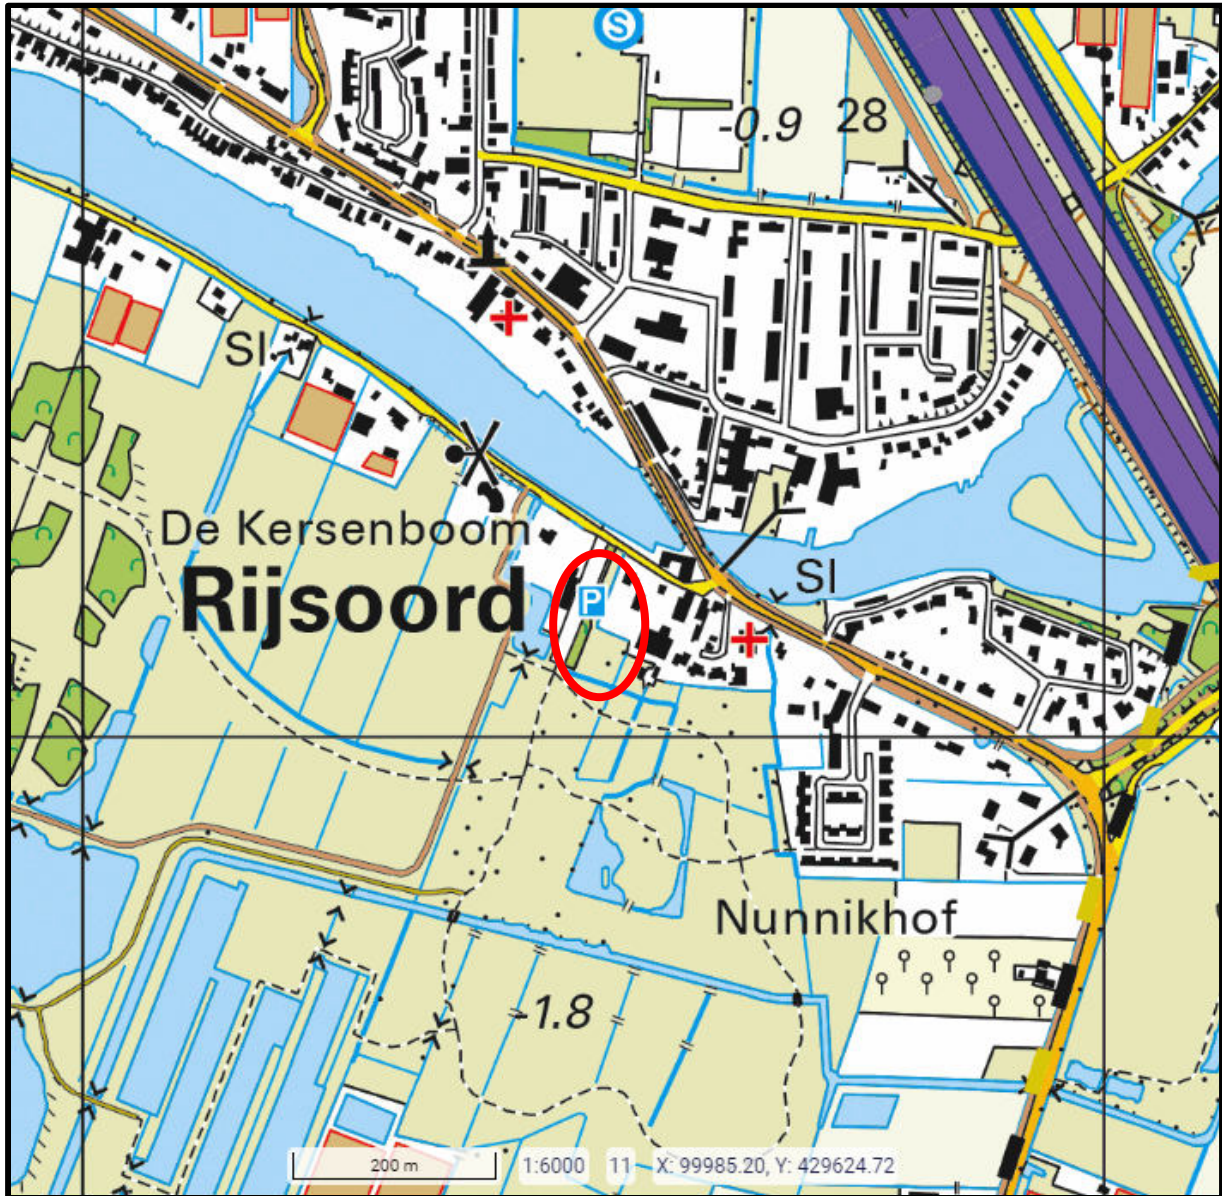 S
-0.9
28
Sl
De Kersenboom
Rijsoord
P
Sl
Nunnikhof
-1.8
200 m
1:6000
11
X: 99985.20, Y: 429624.72